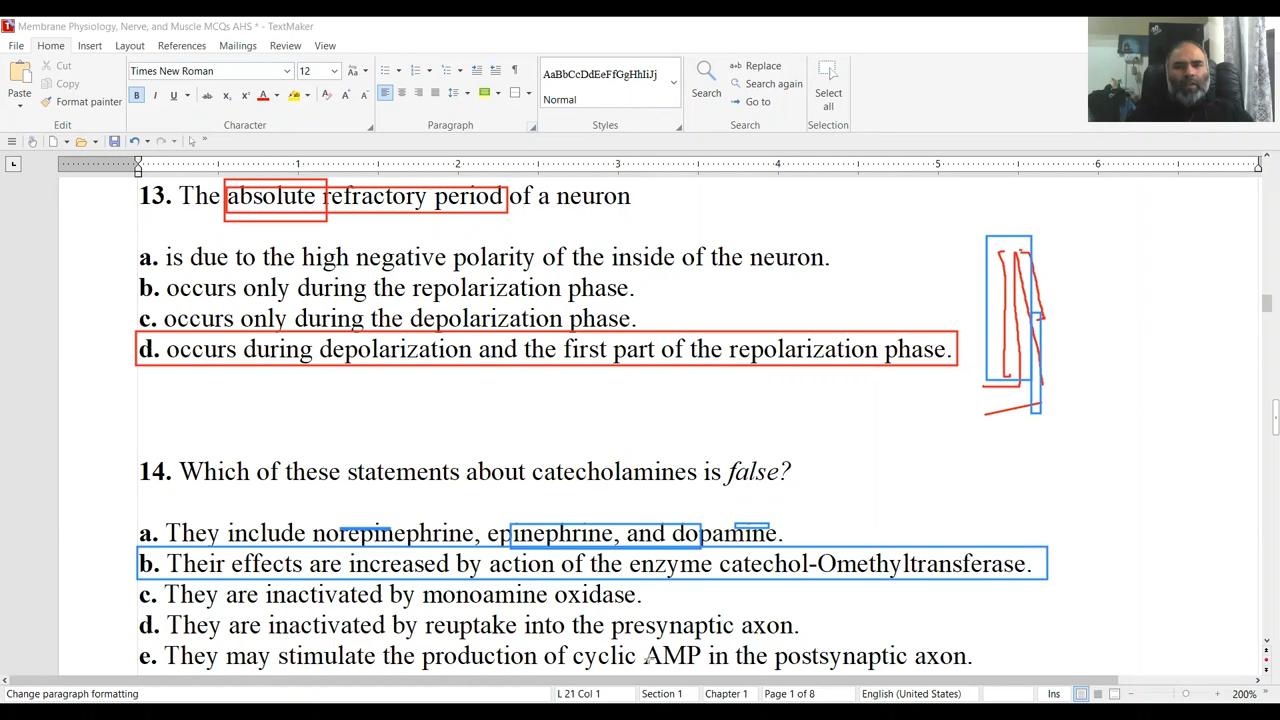 Membrane Physiology, Nerve, and Muscle MCQs AHS * - TextMaker
File Home Insert Layout References Mailings Review View
Paste Cut Copy Format painter
Times New Roman 12 Aa
B I U ab
AaBbCcDdEeFfGgHhIiJj
Normal
Search Replace Search again Go to
Select all
Edit Character Paragraph Styles Search Selection
1 2 3 4 5 6
13. The absolute refractory period of a neuron
a. is due to the high negative polarity of the inside of the neuron.
b. occurs only during the repolarization phase.
c. occurs only during the depolarization phase.
d. occurs during depolarization and the first part of the repolarization phase.
14. Which of these statements about catecholamines is false?
a. They include norepinephrine, epinephrine, and dopamine.
b. Their effects are increased by action of the enzyme catechol-Omethyltransferase.
c. They are inactivated by monoamine oxidase.
d. They are inactivated by reuptake into the presynaptic axon.
e. They may stimulate the production of cyclic AMP in the postsynaptic axon.
Change paragraph formatting L 21 Col 1 Section 1 Chapter 1 Page 1 of 8 English (United States) Ins 200%